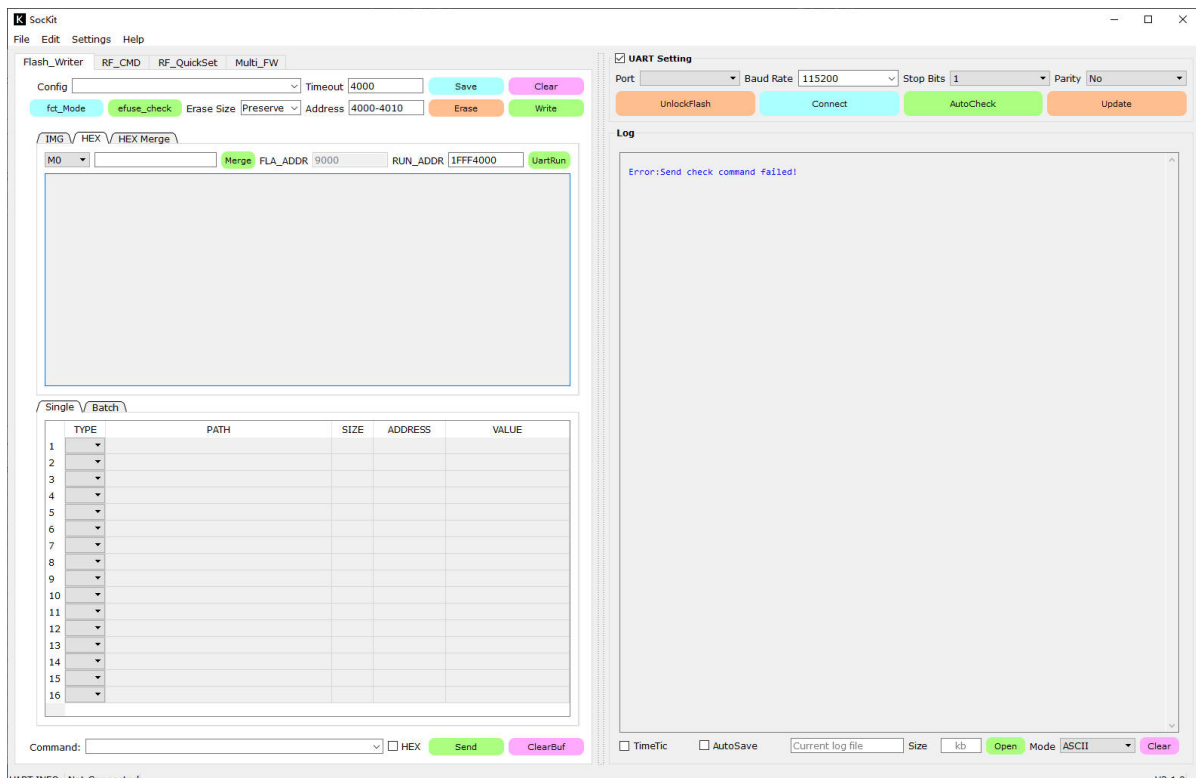 SocKit
File Edit Settings Help
Flash_Writer RF_CMD RF_QuickSet Multi_FW
Config Timeout 4000 Save Clear
fct_Mode efuse_check Erase Size Preserve Address 4000-4010 Erase Write
IMG HEX HEX Merge
M0 Merge FLA_ADDR 9000 RUN_ADDR 1FFF4000 UartRun
Single Batch
TYPE PATH SIZE ADDRESS VALUE
1
2
3
4
5
6
7
8
9
10
11
12
13
14
15
16
Command: HEX Send ClearBuf
UART Setting
Port Baud Rate 115200 Stop Bits 1 Parity No
UnlockFlash Connect AutoCheck Update
Log
Error:Send check command failed!
TimeTic AutoSave Current log file Size kb Open Mode ASCII Clear